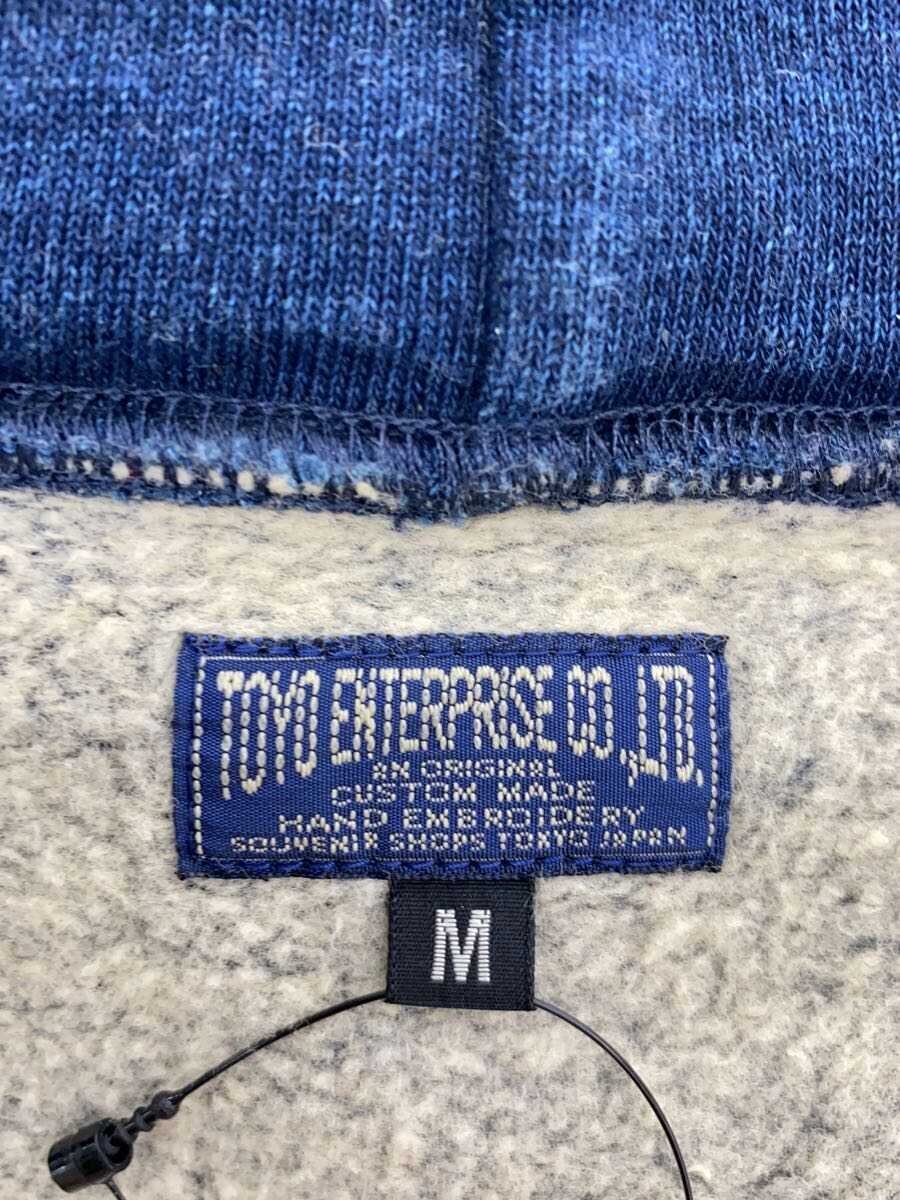 TOYO ENTERPRISE CO.,LTD.
AN ORIGINAL
CUSTOM MADE
HAND EMBROIDERY
SOUVENIR SHOPS TOKYO JAPAN
M